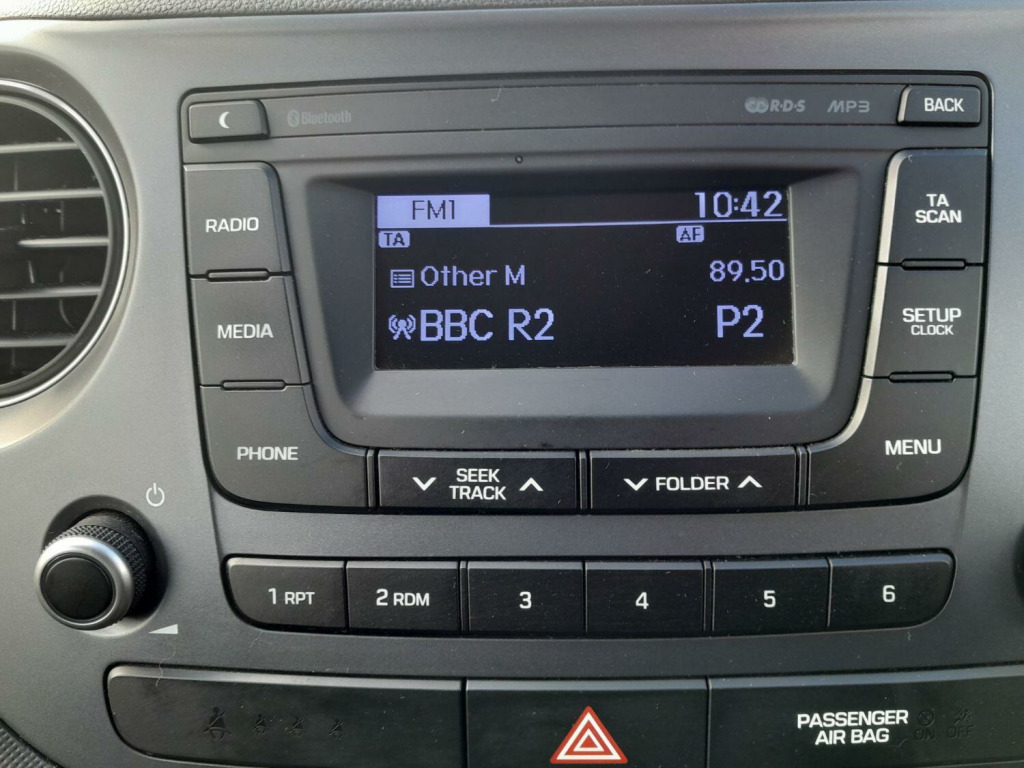 Bluetooth
RDS MP3
BACK
RADIO
TA
SCAN
FM1 10:42
TA AF
Other M 89.50
BBC R2 P2
MEDIA
SETUP
CLOCK
PHONE
SEEK
TRACK
FOLDER
MENU
1 RPT
2 RDM
3
4
5
6
PASSENGER
AIR BAG
ON OFF